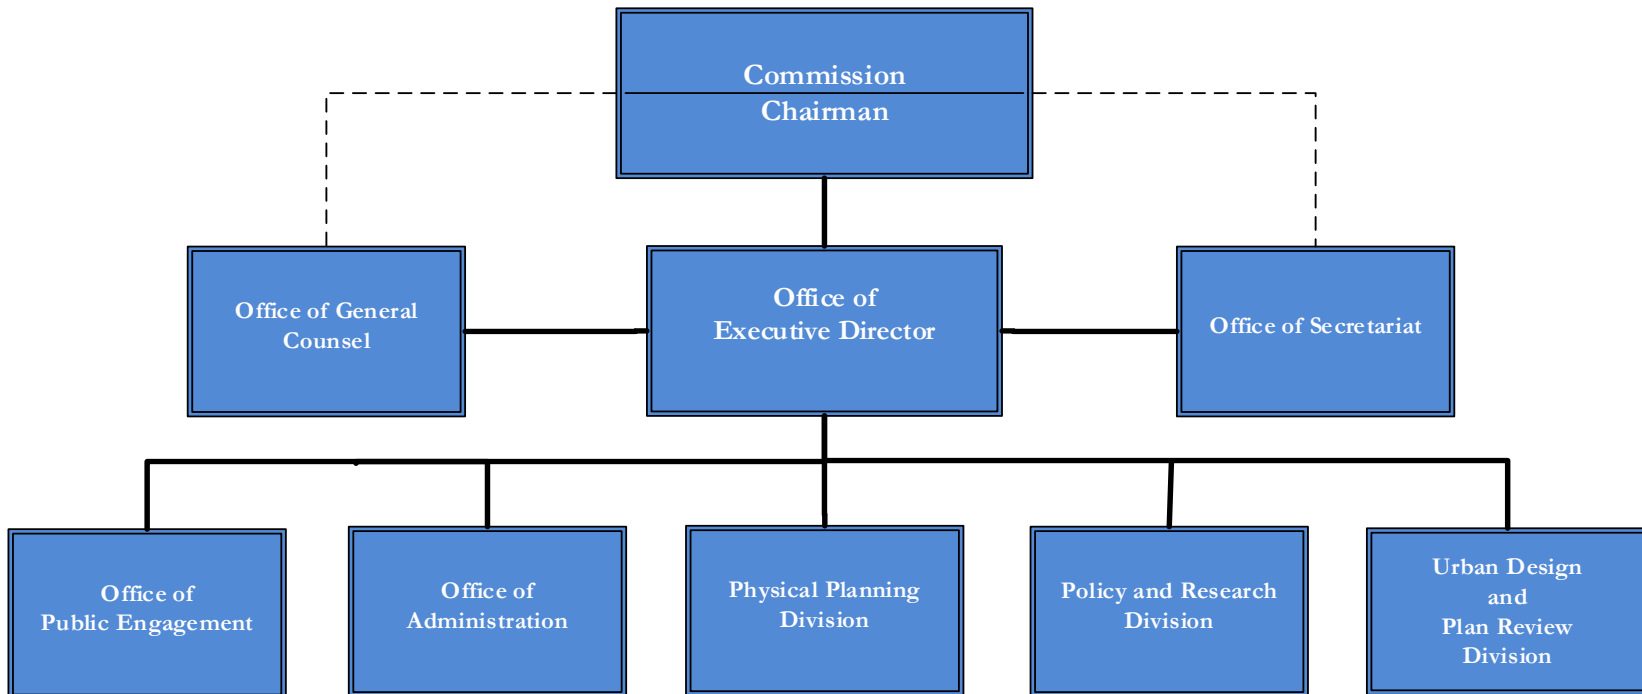 Commission
Chairman
Office of General
Counsel
Office of
Executive Director
Office of Secretariat
Office of
Public Engagement
Office of
Administration
Physical Planning
Division
Policy and Research
Division
Urban Design
and
Plan Review
Division